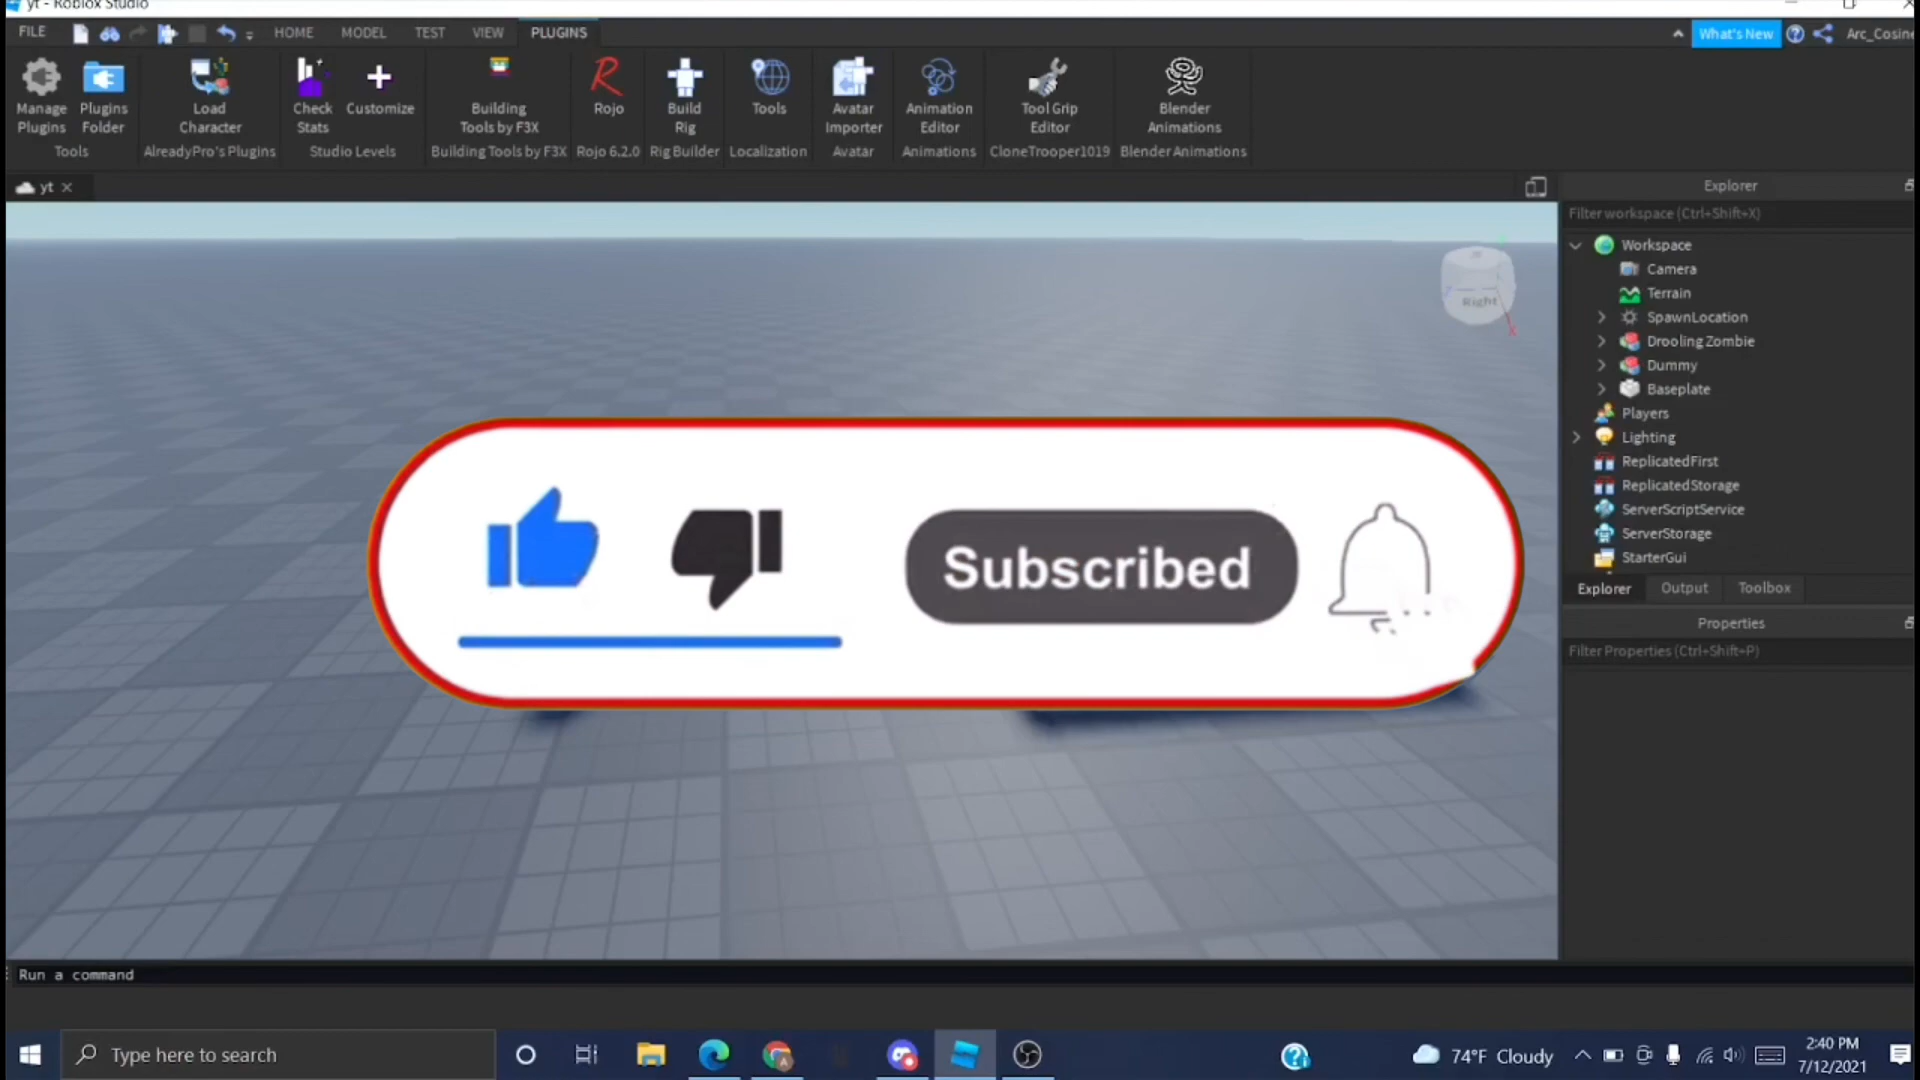 yt - Roblox Studio
FILE HOME MODEL TEST VIEW PLUGINS What's New Arc_Cosine
Manage Plugins Load Check Customize Building Rojo Build Tools Avatar Animation Tool Grip Blender
Plugins Folder Character Stats Tools by F3X Rig Importer Editor Editor Animations
Tools AlreadyPro's Plugins Studio Levels Building Tools by F3X Rojo 6.2.0 Rig Builder Localization Avatar Animations CloneTrooper1019 Blender Animations
yt
Explorer
Filter workspace (Ctrl+Shift+X)
Workspace
Camera
Terrain
SpawnLocation
Drooling Zombie
Dummy
Baseplate
Players
Lighting
ReplicatedFirst
ReplicatedStorage
ServerScriptService
ServerStorage
StarterGui
Explorer Output Toolbox
Properties
Filter Properties (Ctrl+Shift+P)
Right
X
Subscribed
Run a command
Type here to search
74°F Cloudy
2:40 PM
7/12/2021